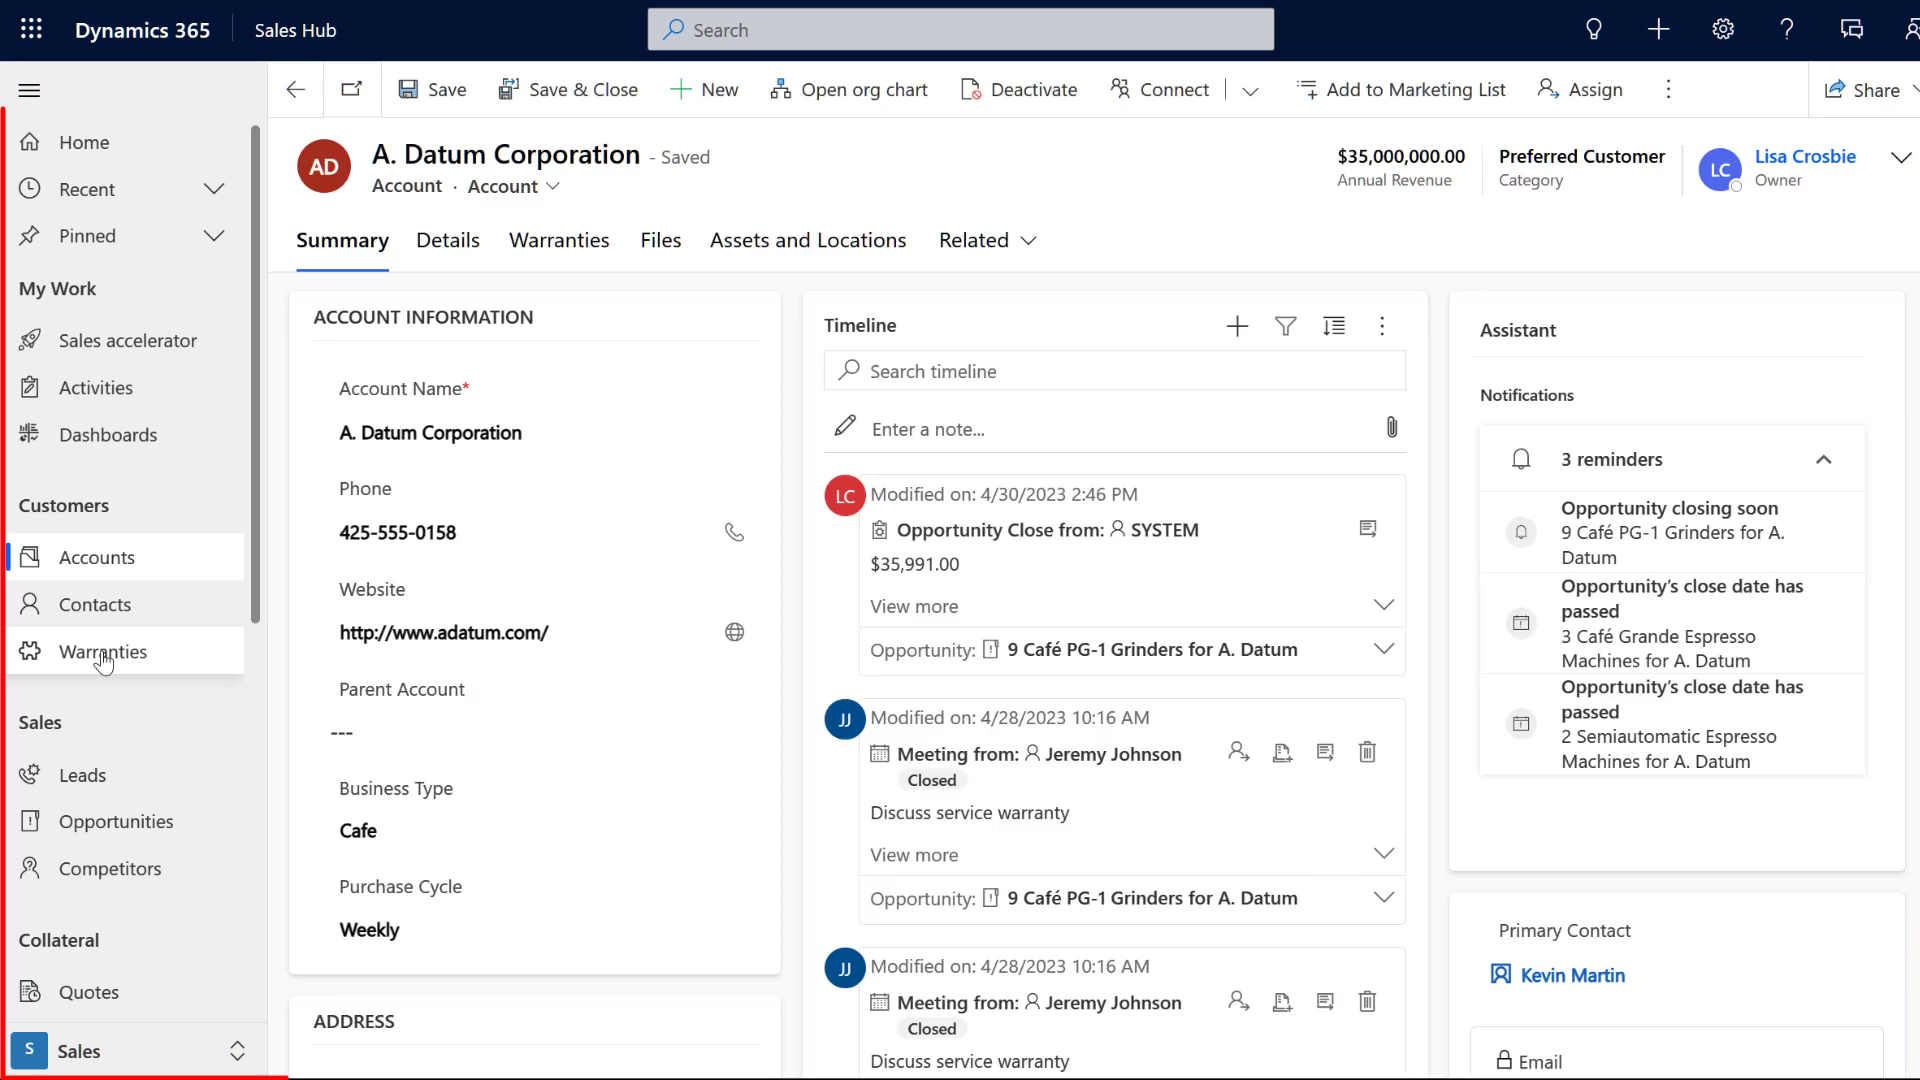 Dynamics 365
Sales Hub
Search
Save
Save & Close
New
Open org chart
Deactivate
Connect
Add to Marketing List
Assign
Share
Home
Recent
Pinned
My Work
Sales accelerator
Activities
Dashboards
Customers
Accounts
Contacts
Warranties
Sales
Leads
Opportunities
Competitors
Collateral
Quotes
S Sales
AD
A. Datum Corporation - Saved
Account · Account
$35,000,000.00
Annual Revenue
Preferred Customer
Category
LC
Lisa Crosbie
Owner
Summary
Details
Warranties
Files
Assets and Locations
Related
ACCOUNT INFORMATION
Account Name*
A. Datum Corporation
Phone
425-555-0158
Website
http://www.adatum.com/
Parent Account
---
Business Type
Cafe
Purchase Cycle
Weekly
ADDRESS
Timeline
Search timeline
Enter a note...
LC
Modified on: 4/30/2023 2:46 PM
Opportunity Close from: SYSTEM
$35,991.00
View more
Opportunity: 9 Café PG-1 Grinders for A. Datum
JJ
Modified on: 4/28/2023 10:16 AM
Meeting from: Jeremy Johnson
Closed
Discuss service warranty
View more
Opportunity: 9 Café PG-1 Grinders for A. Datum
JJ
Modified on: 4/28/2023 10:16 AM
Meeting from: Jeremy Johnson
Closed
Discuss service warranty
Assistant
Notifications
3 reminders
Opportunity closing soon
9 Café PG-1 Grinders for A.
Datum
Opportunity's close date has
passed
3 Café Grande Espresso
Machines for A. Datum
Opportunity's close date has
passed
2 Semiautomatic Espresso
Machines for A. Datum
Primary Contact
Kevin Martin
Email